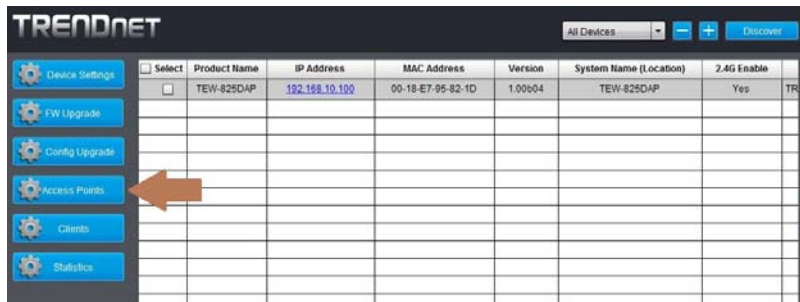 TRENDNET
All Devices
Discover
Device Settings
FW Upgrade
Config Upgrade
Access Points
Clients
Statistics
Select Product Name IP Address MAC Address Version System Name (Location) 2.4G Enable
TEW-825DAP 192.168.10.100 00-18-E7-95-82-1D 1.00b04 TEW-825DAP Yes TR